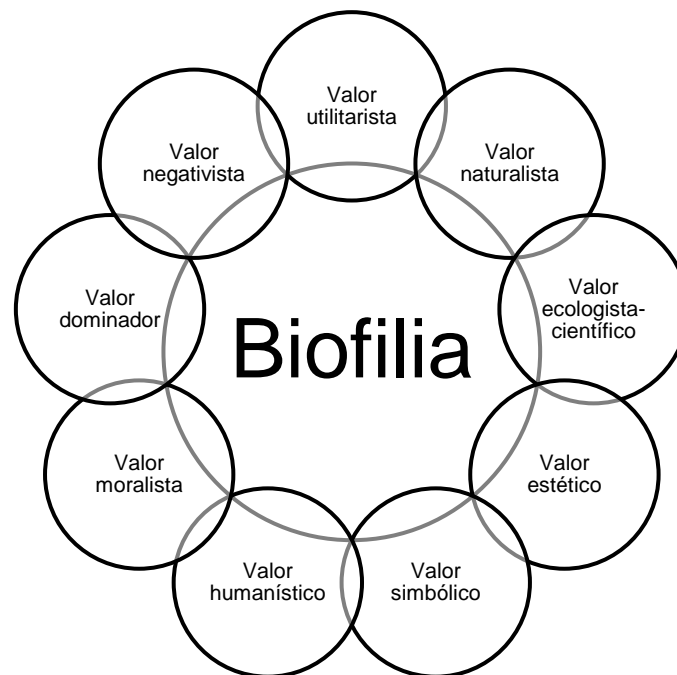 Valor
utilitarista
Valor
naturalista
Valor
ecologista-
científico
Valor
estético
Valor
simbólico
Valor
humanístico
Valor
moralista
Valor
dominador
Valor
negativista
Biofilia